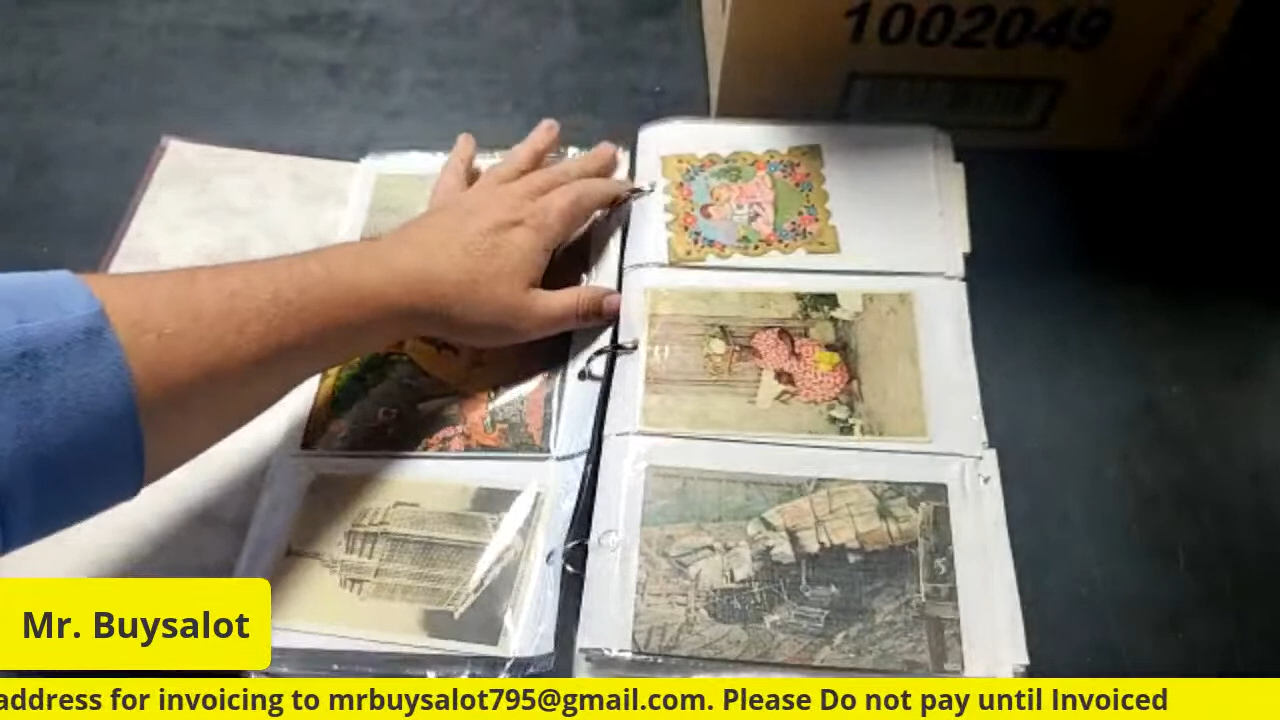 1002049
Mr. Buysalot
address for invoicing to mrbuysalot795@gmail.com. Please Do not pay until Invoiced